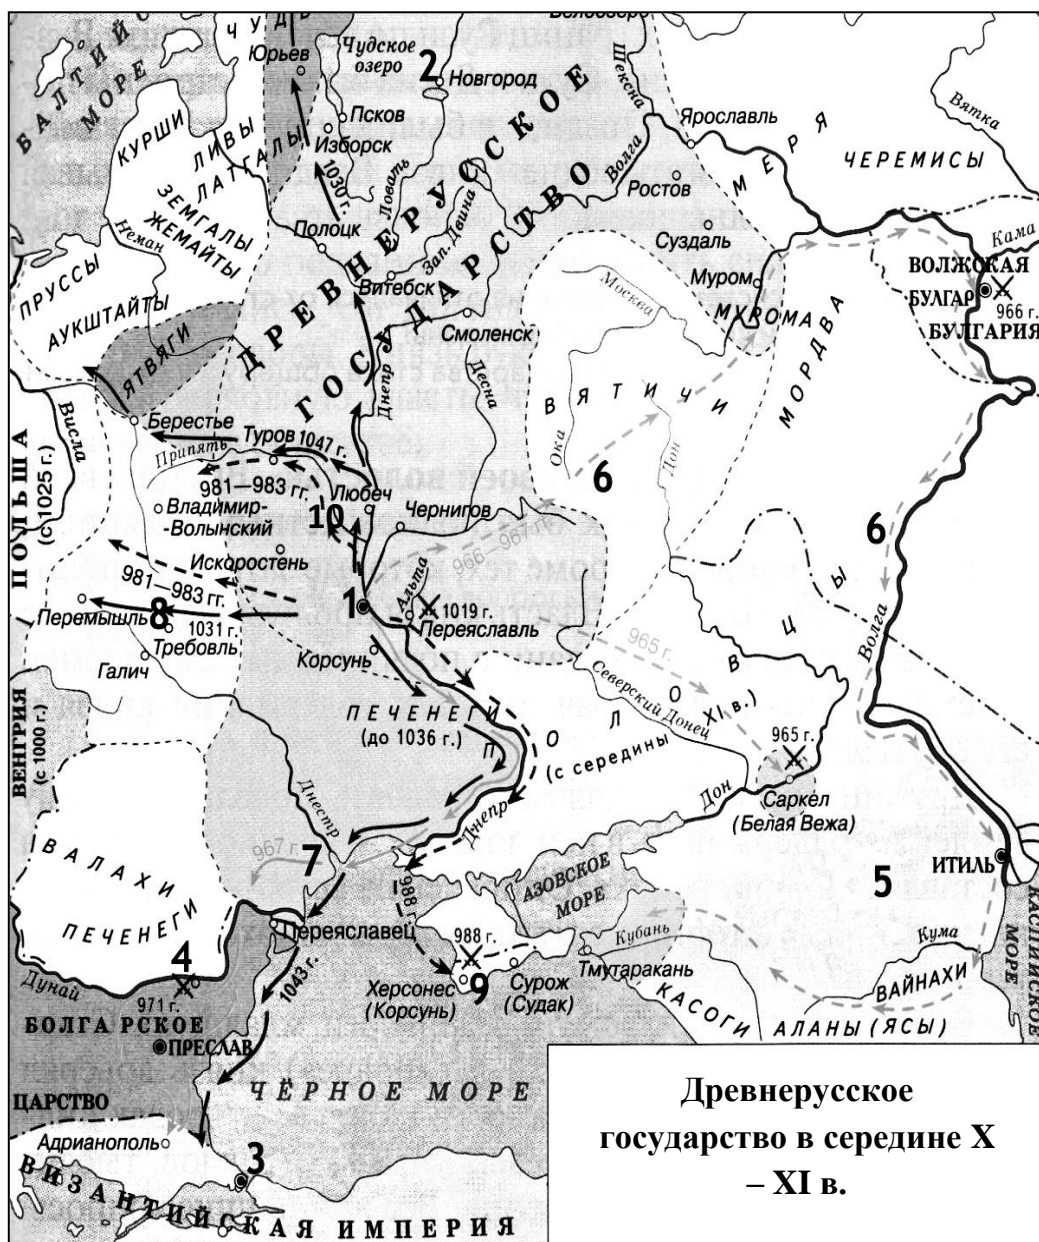 БАЛТИЙСКОЕ
МОРЕ
ЧУДЬ
Юрьев
Чудское
озеро
2
Новгород
Белоозеро
Шексна
Вятка
Псков
Изборск
КУРШИ
ЛИВЫ
ЛАТГАЛЫ
ЗЕМГАЛЫ
ЖЕМАЙТЫ
1030 г.
Ловать
Волга
Ярославль
МЕРЯ
ЧЕРЕМИСЫ
Ростов
Суздаль
Неман
Полоцк
Зап. Двина
Витебск
ДРЕВНЕРУССКОЕ
ГОСУДАРСТВО
Смоленск
Москва
Муром
МУРОМА
МОРДВА
Кама
ВОЛЖСКАЯ
БУЛГАР
966 г.
БУЛГАРИЯ
ПРУССЫ
АУКШТАЙТЫ
ЯТВЯГИ
Висла
ПОЛЬША
(с 1025 г.)
Берестье
Припять
Туров
1047 г.
981–983 гг.
Днепр
Десна
ВЯТИЧИ
Ока
Дон
6
6
Любеч
10
Чернигов
Владимир-
-Волынский
Искоростень
966–967 гг.
981–
983 гг.
1
Альта
1019 г.
Переяславль
965 г.
Перемышль
8
1031 г.
Требовль
Галич
Корсунь
ВЕНГРИЯ
(с 1000 г.)
ПЕЧЕНЕГИ
(до 1036 г.)
ПОЛОВЦЫ
(с середины XI в.)
Северский Донец
Волга
965 г.
Саркел
(Белая Вежа)
Дон
Днестр
Днепр
967 г.
7
988 г.
АЗОВСКОЕ
МОРЕ
5
ИТИЛЬ
КАСПИЙСКОЕ
МОРЕ
ВАЛАХИ
ПЕЧЕНЕГИ
Переяславец
1043 г.
988 г.
9
Херсонес
(Корсунь)
Сурож
(Судак)
Кубань
Тмутаракань
КАСОГИ
Кума
ВАЙНАХИ
АЛАНЫ (ЯСЫ)
Дунай
4
971 г.
БОЛГАРСКОЕ
ПРЕСЛАВ
ЦАРСТВО
Адрианополь
ЧЁРНОЕ МОРЕ
3
ВИЗАНТИЙСКАЯ ИМПЕРИЯ
Древнерусское
государство в середине X
– XI в.